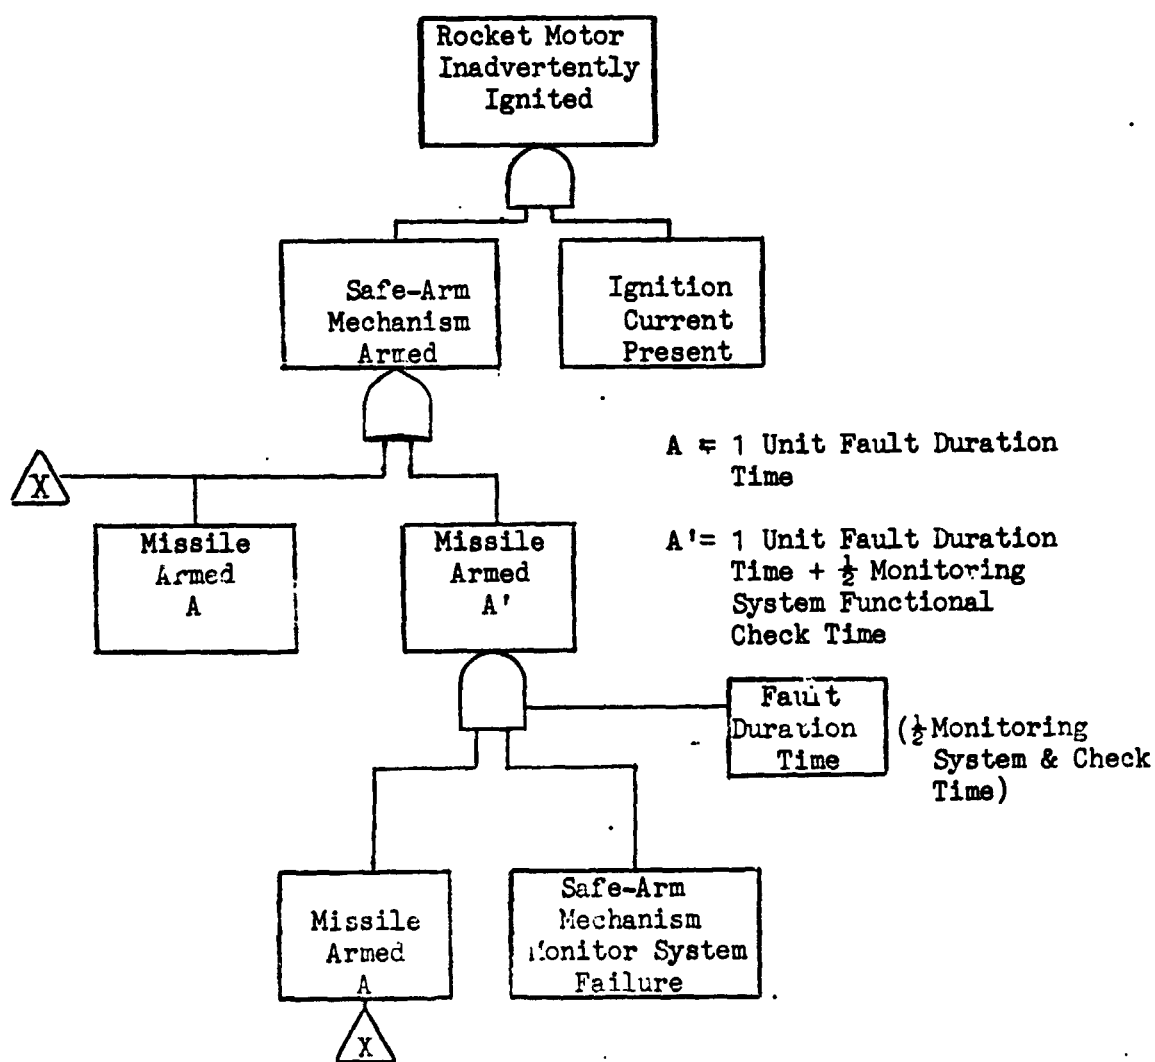 Rocket Motor
Inadvertently
Ignited
Safe-Arm
Mechanism
Armed
Ignition
Current
Present
A = 1 Unit Fault Duration
Time
X
Missile
Armed
A
Missile
Armed
A'
A'= 1 Unit Fault Duration
Time + ½ Monitoring
System Functional
Check Time
Fault
Duration
Time
(½ Monitoring
System & Check
Time)
Missile
Armed
A
Safe-Arm
Mechanism
Monitor System
Failure
X